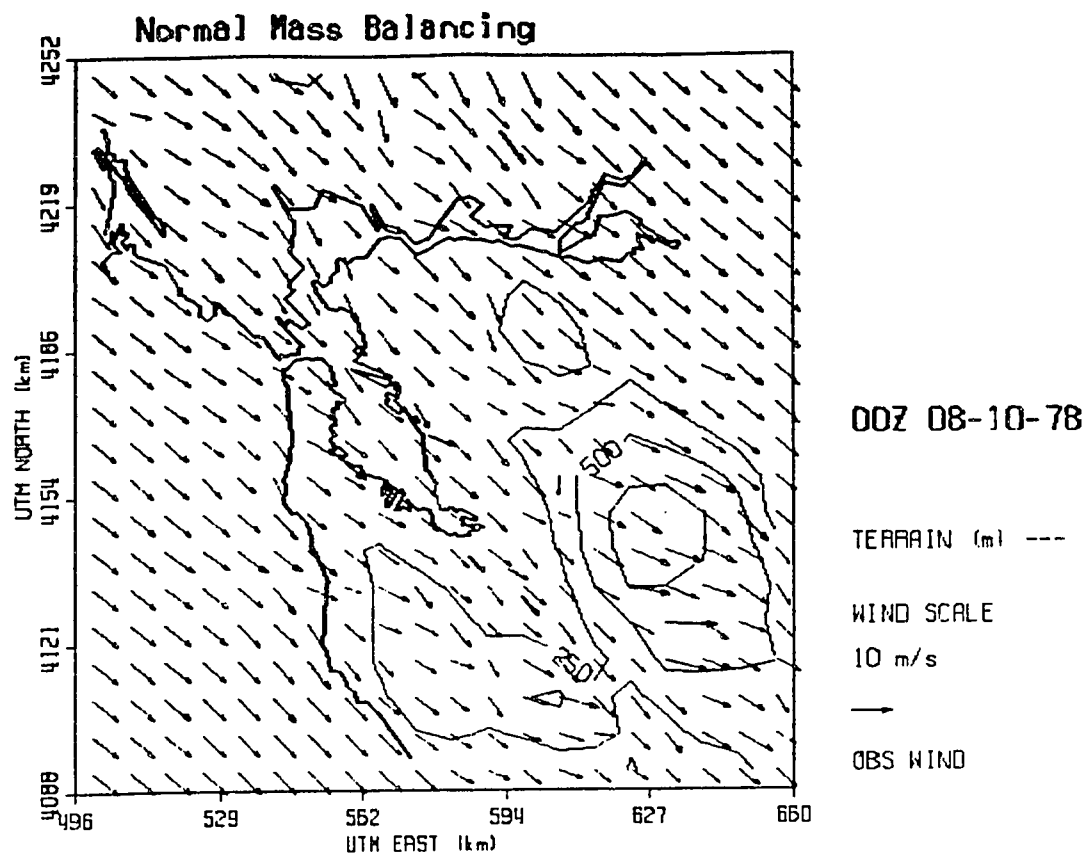 Normal Mass Balancing
4252
4219
4186
4154
4121
4088
UTM NORTH (km)
500
250
496
529
562
594
627
660
UTM EAST (km)
00Z 08-10-78
TERRAIN (m) ---
WIND SCALE
10 m/s
OBS WIND